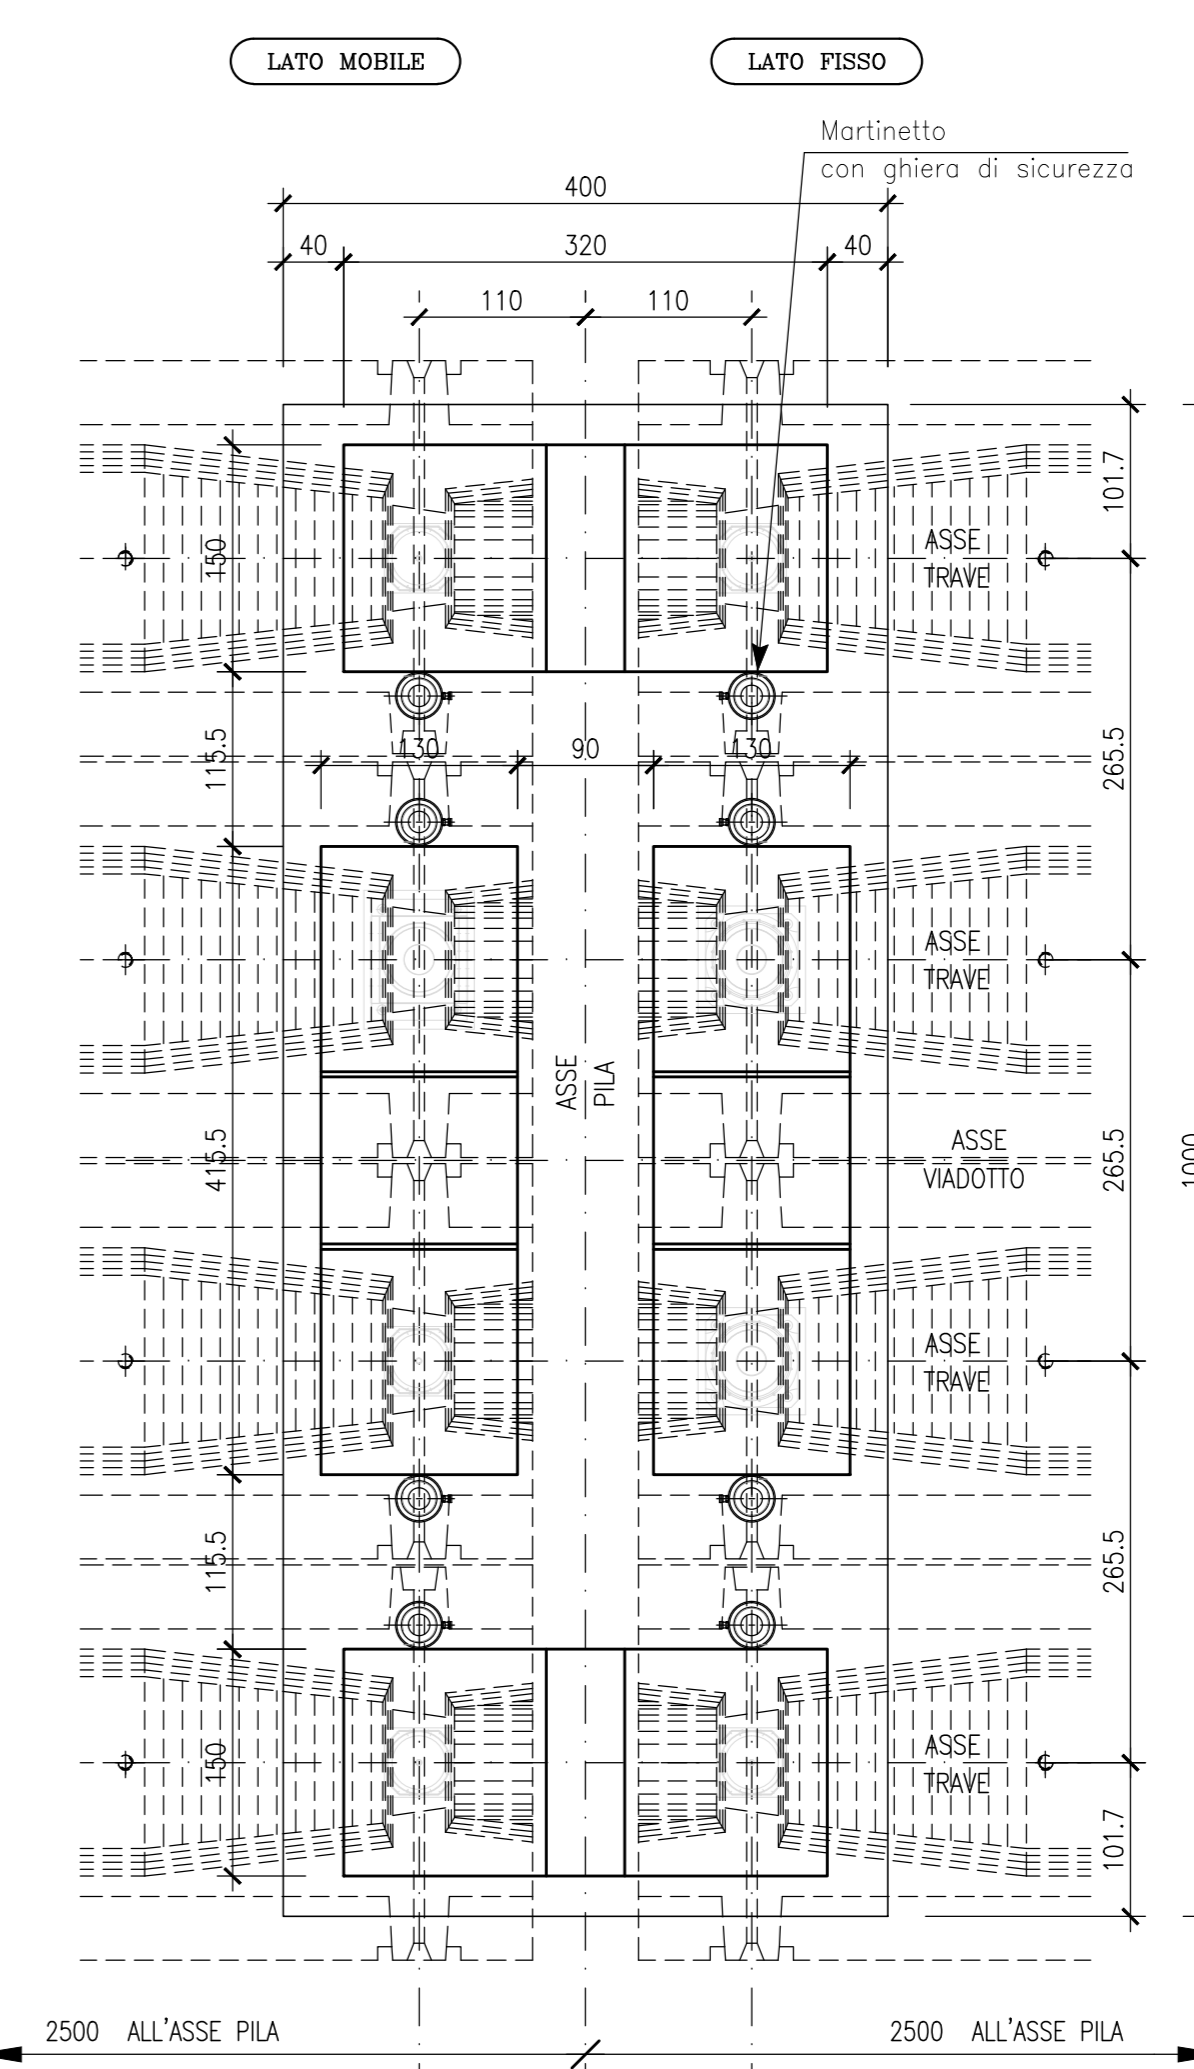 LATO MOBILE
LATO FISSO
Martinetto
con ghiera di sicurezza
400
40
320
40
110
110
101.7
150
ASSE
TRAVE
115.5
130
90
130
265.5
ASSE
TRAVE
ASSE
PILA
415.5
ASSE
VIADOTTO
265.5
1000
ASSE
TRAVE
115.5
265.5
150
ASSE
TRAVE
101.7
2500 ALL'ASSE PILA
2500 ALL'ASSE PILA